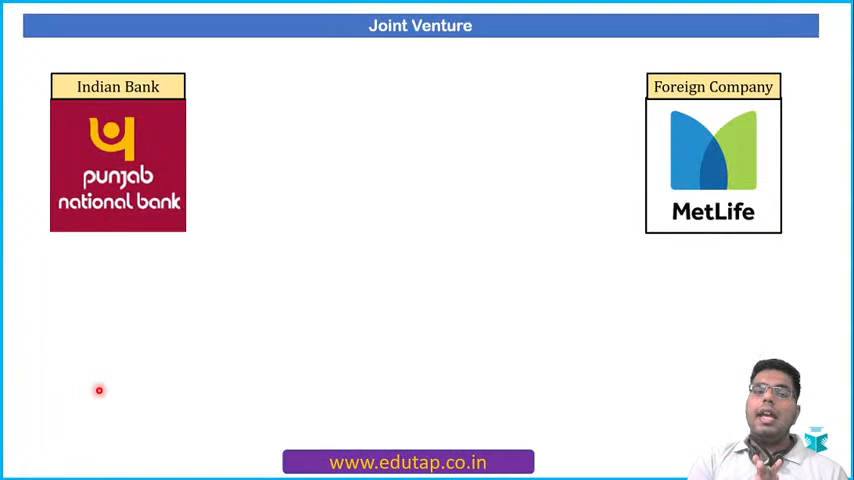 Joint Venture
Indian Bank
punjab
national bank
Foreign Company
MetLife
www.edutap.co.in